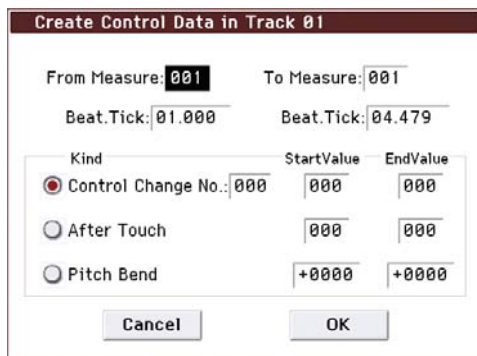 Create Control Data in Track 01
From Measure: 001 To Measure: 001
Beat.Tick: 01.000 Beat.Tick: 04.479
Kind StartValue EndValue
Control Change No.: 000 000 000
After Touch 000 000
Pitch Bend +0000 +0000
Cancel OK